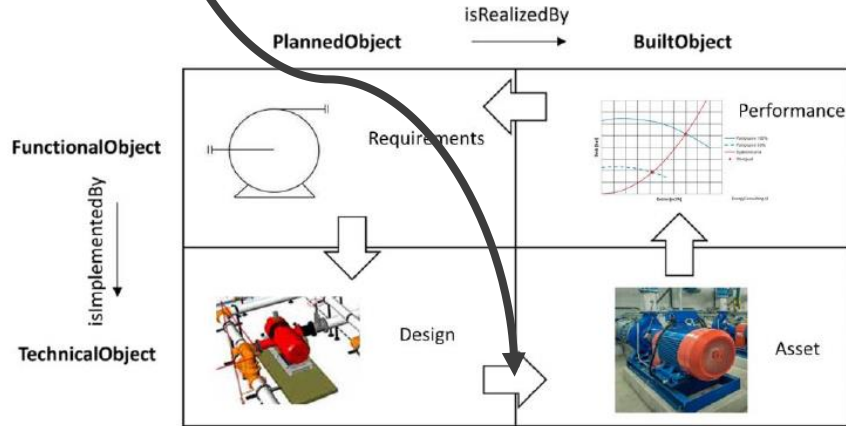 isRealizedBy
PlannedObject
BuiltObject
Performance
Requirements
FunctionalObject
isImplementedBy
Design
Asset
TechnicalObject